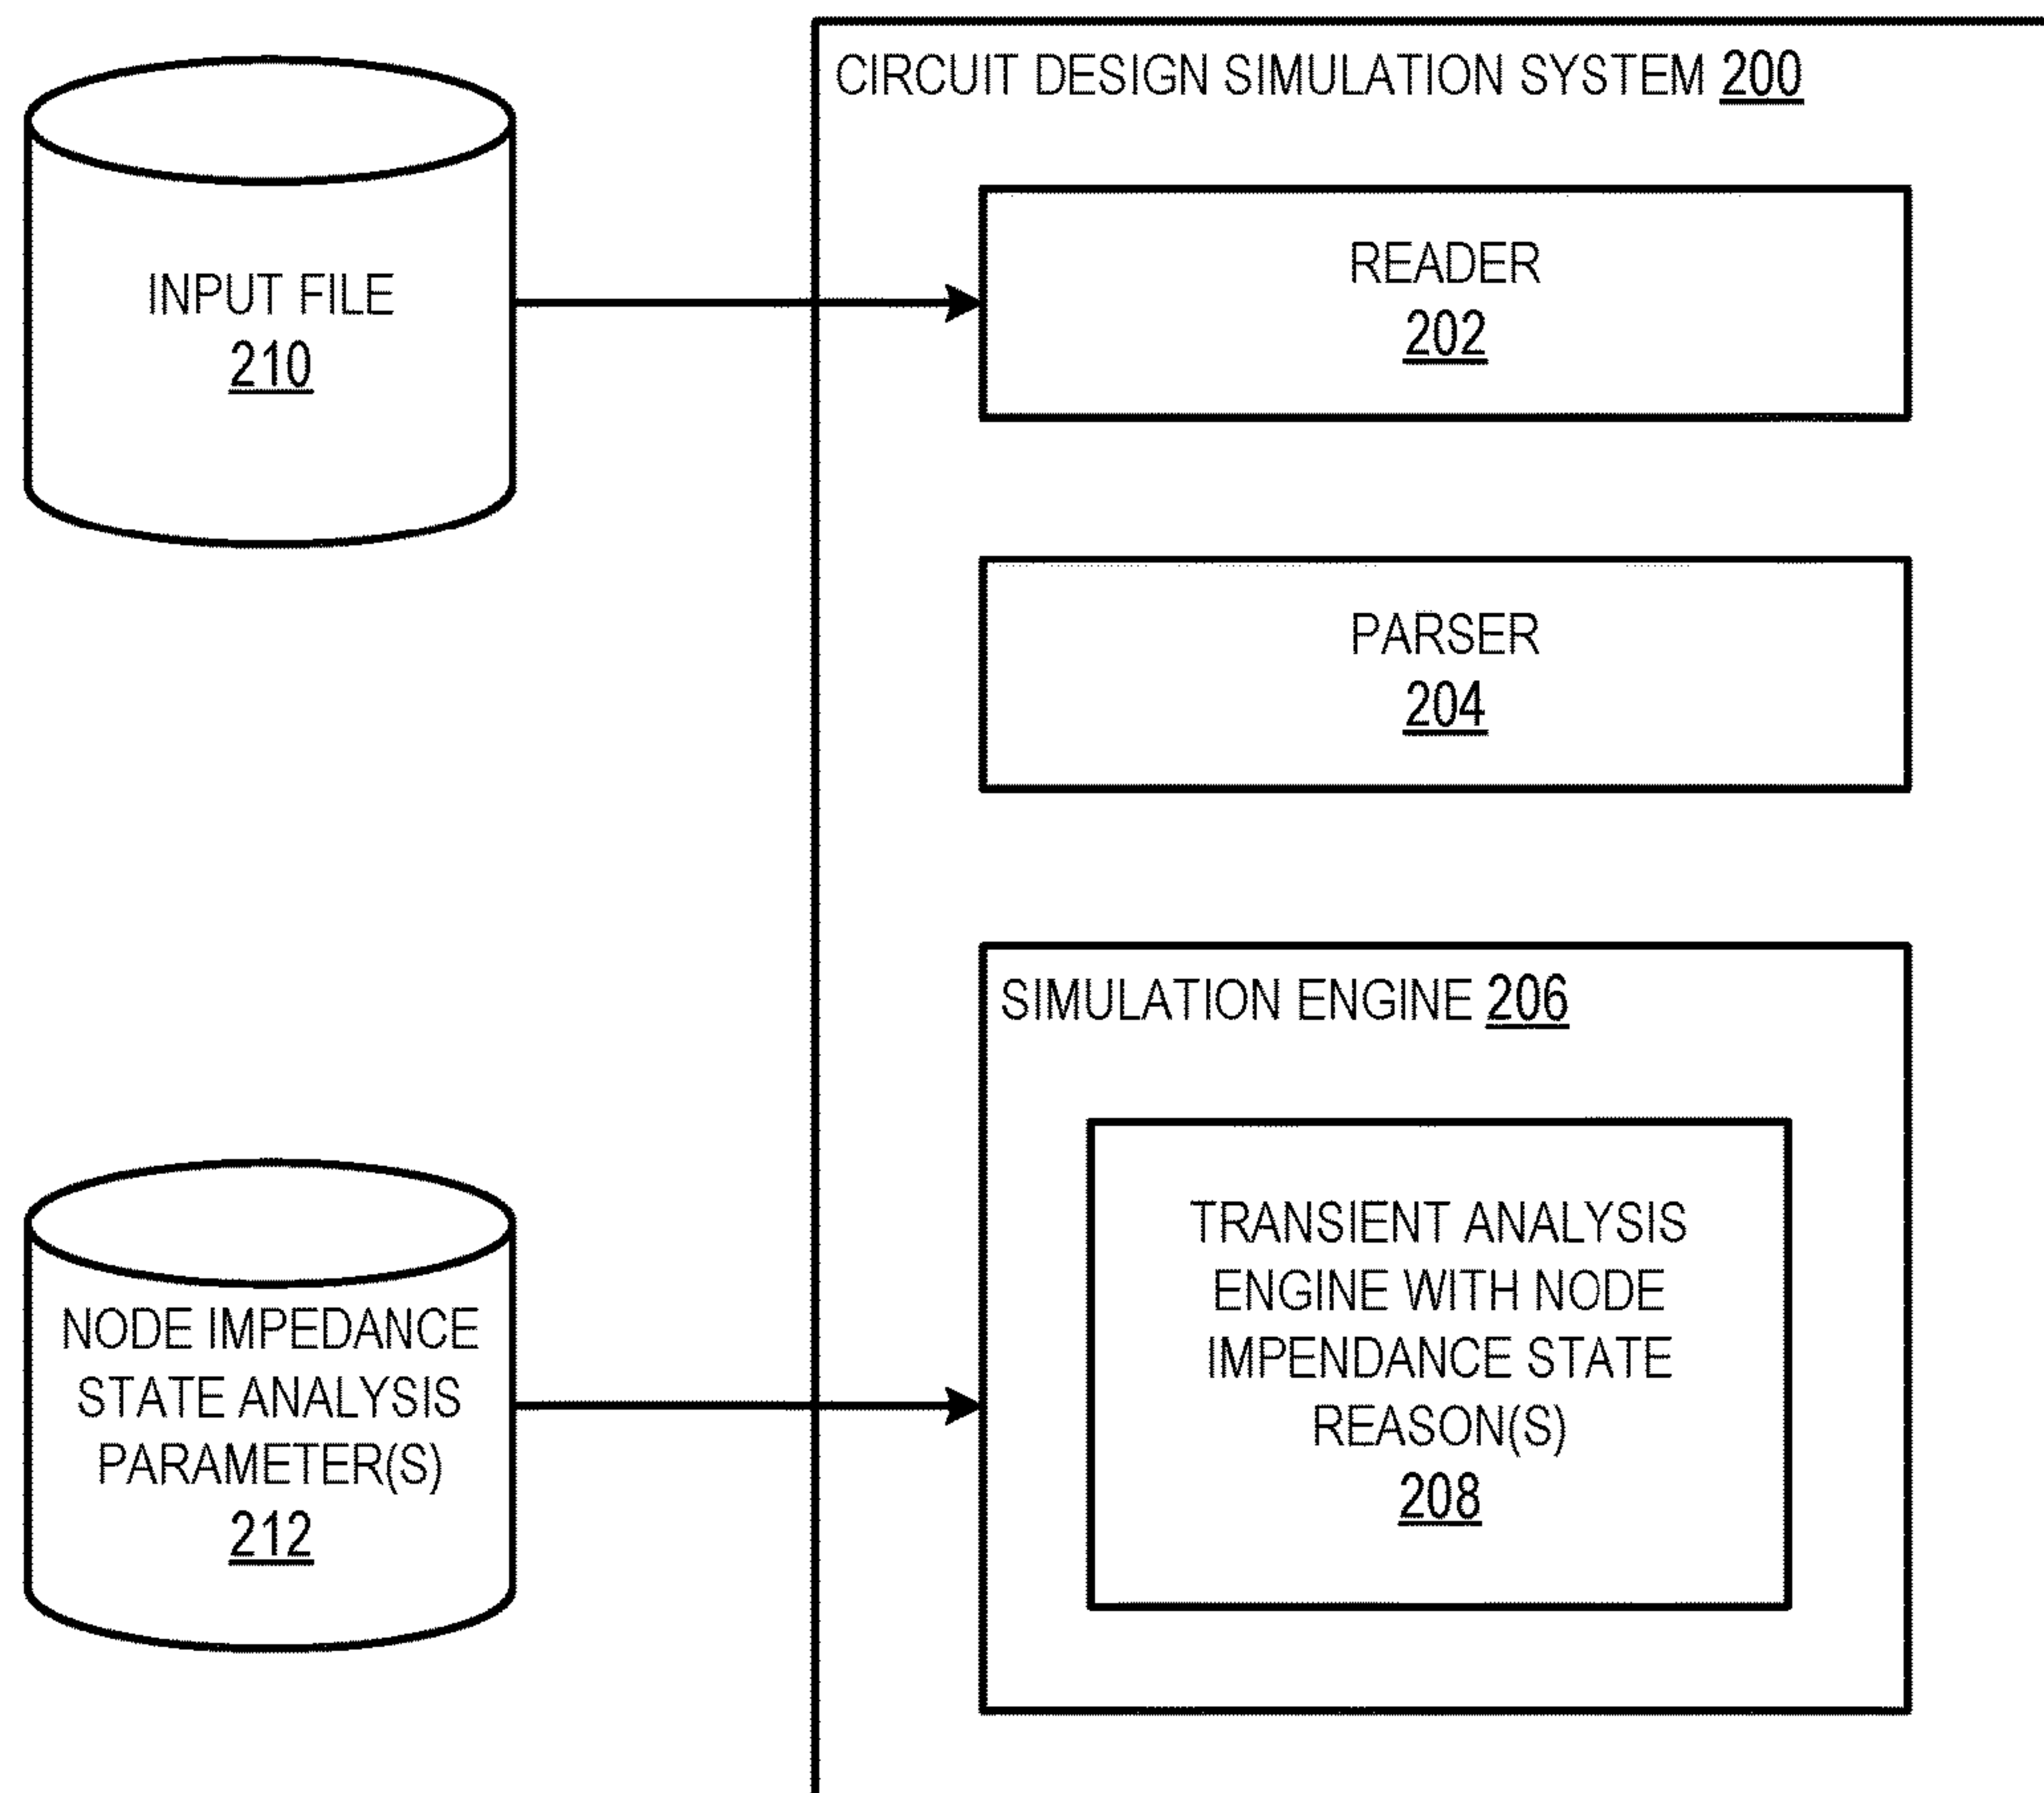 CIRCUIT DESIGN SIMULATION SYSTEM 200
INPUT FILE
210
READER
202
PARSER
204
SIMULATION ENGINE 206
NODE IMPEDANCE
STATE ANALYSIS
PARAMETER(S)
212
TRANSIENT ANALYSIS
ENGINE WITH NODE
IMPENDANCE STATE
REASON(S)
208